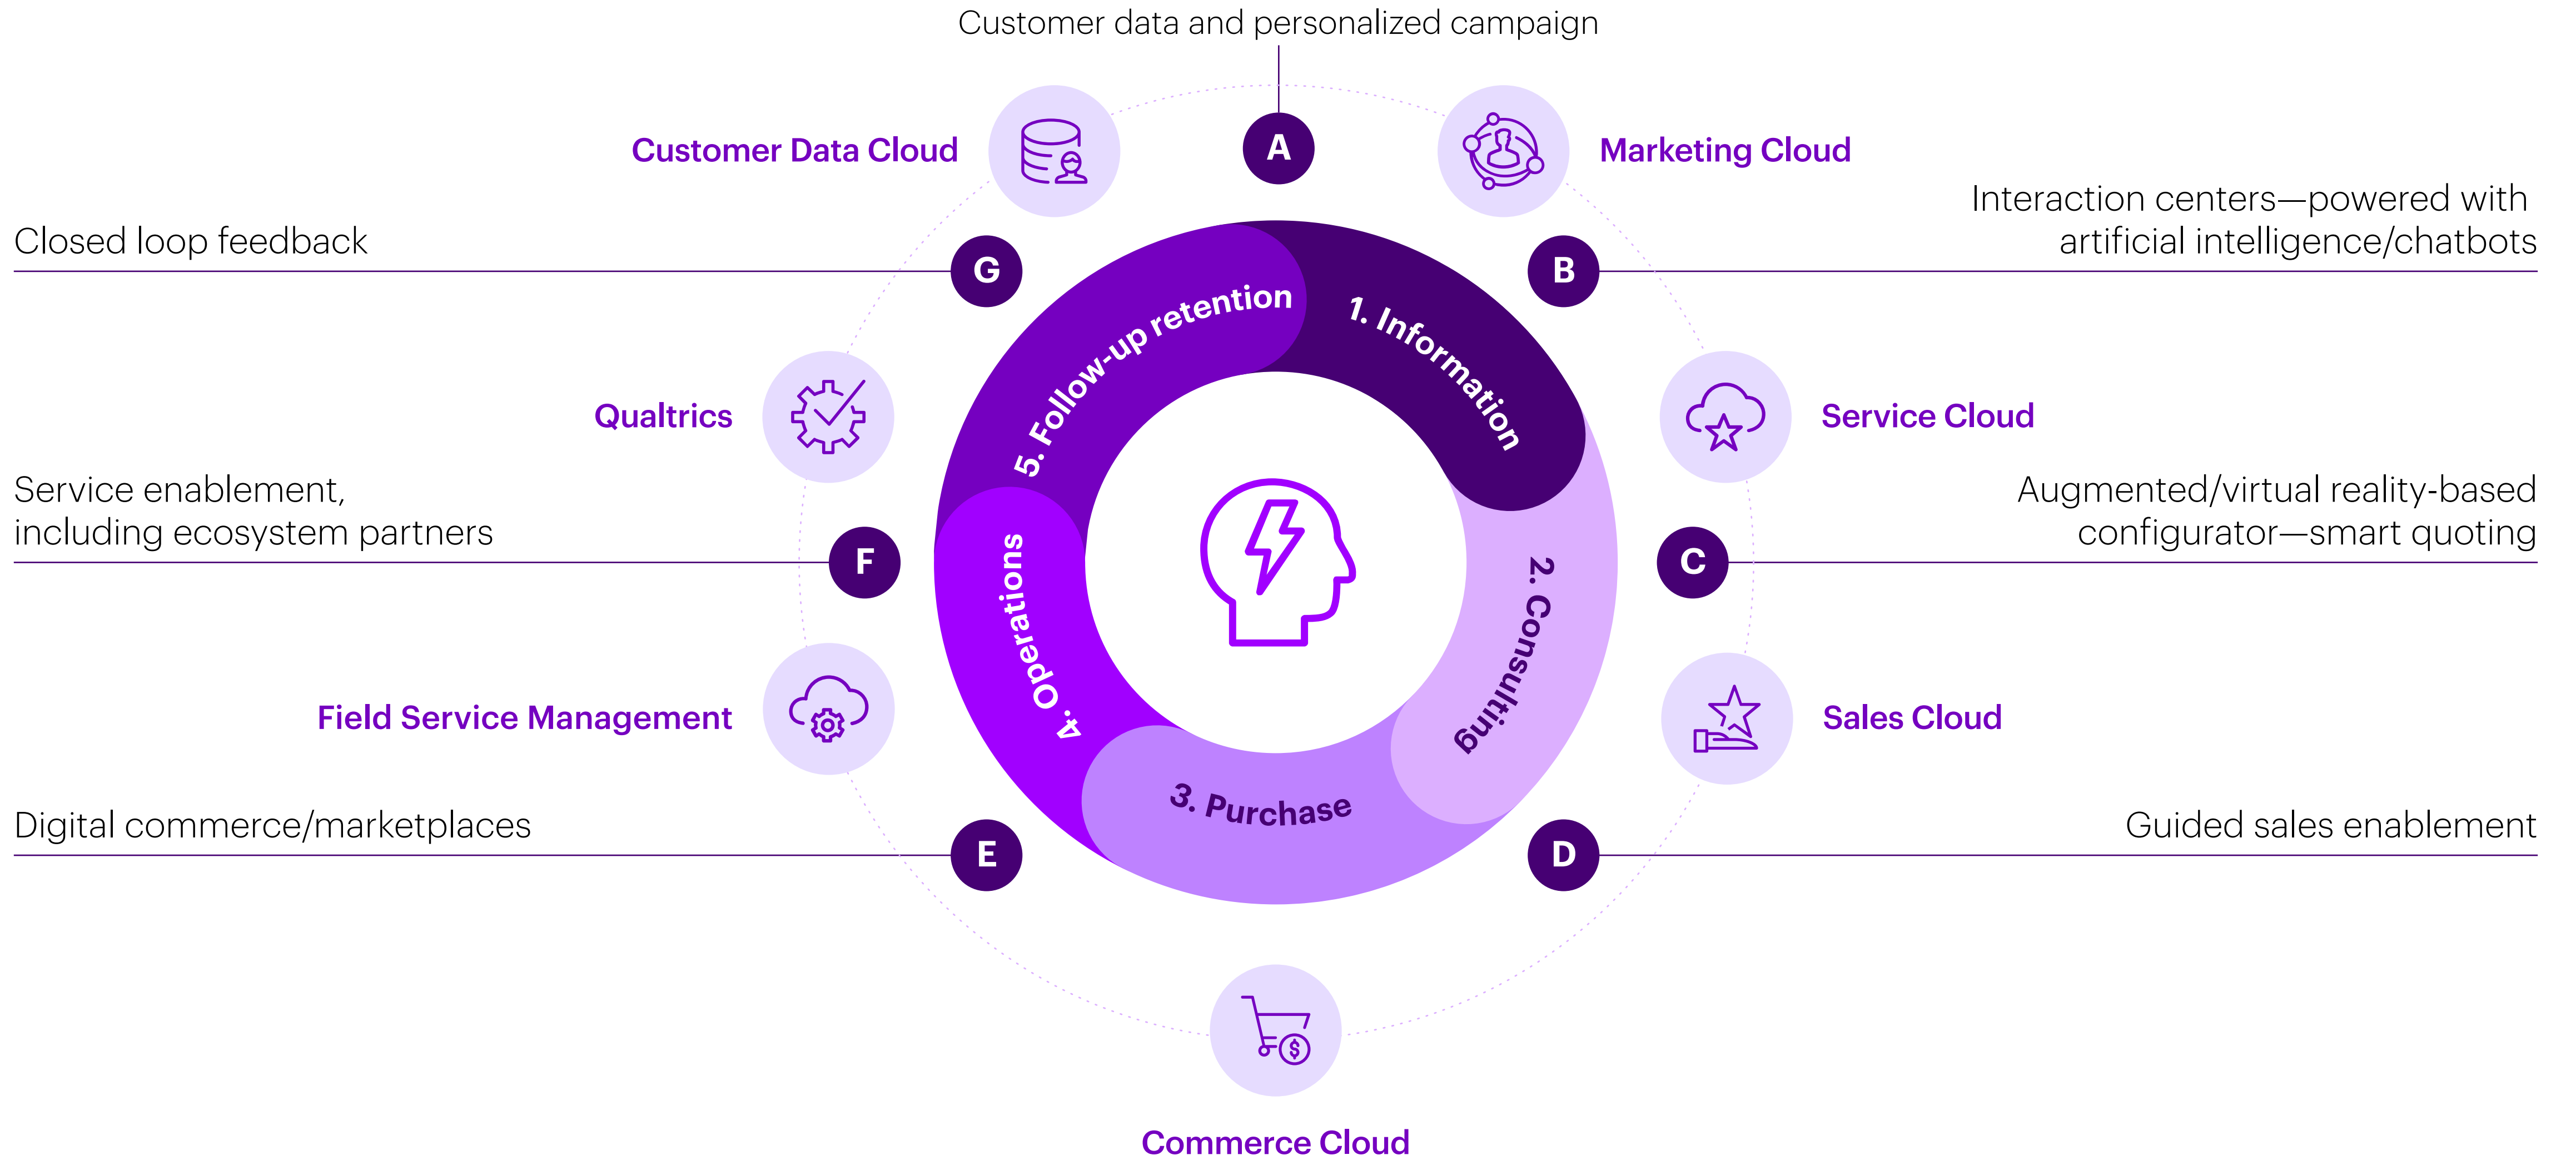 Customer data and personalized campaign
A
Customer Data Cloud
Marketing Cloud
Interaction centers—powered with
artificial intelligence/chatbots
Closed loop feedback
G
B
5. Follow-up retention
1. Information
Qualtrics
Service Cloud
Service enablement,
including ecosystem partners
Augmented/virtual reality-based
configurator—smart quoting
F
C
4. Operations
2. Consulting
Field Service Management
Sales Cloud
3. Purchase
Digital commerce/marketplaces
Guided sales enablement
E
D
$
Commerce Cloud